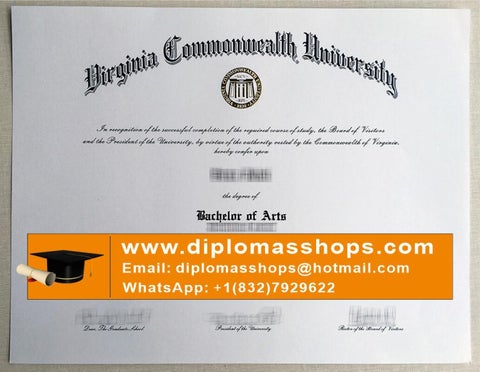 Virginia Commonwealth University
In recognition of the successful completion of the required course of study, the Board of Visitors
and the President of the University, by virtue of the authority vested by the Commonwealth of Virginia,
hereby confer upon
the degree of
Bachelor of Arts
www.diplomasshops.com
Email: diplomasshops@hotmail.com
WhatsApp: +1(832)7929622
Dean, The Graduate School
President of the University
Rector of the Board of Visitors